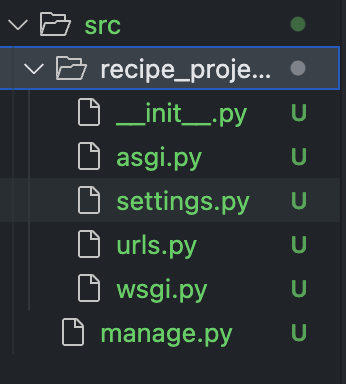 src
recipe_proje...
__init__.py U
asgi.py U
settings.py U
urls.py U
wsgi.py U
manage.py U